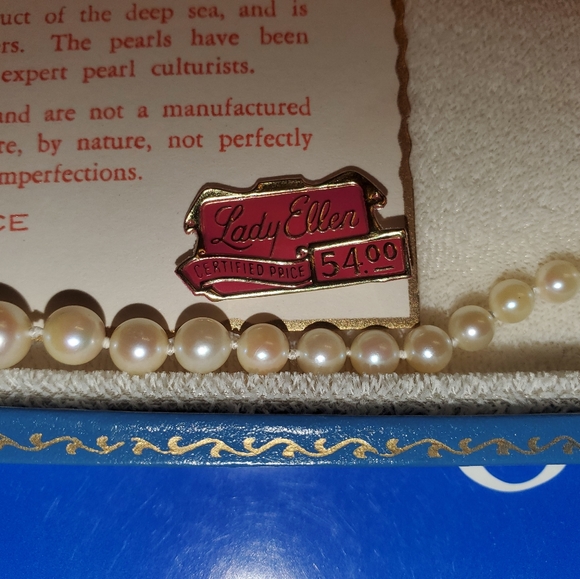 uct of the deep sea, and is
rs. The pearls have been
expert pearl culturists.
and are not a manufactured
re, by nature, not perfectly
mperfections.
CE
Lady Ellen
CERTIFIED PRICE
54.00